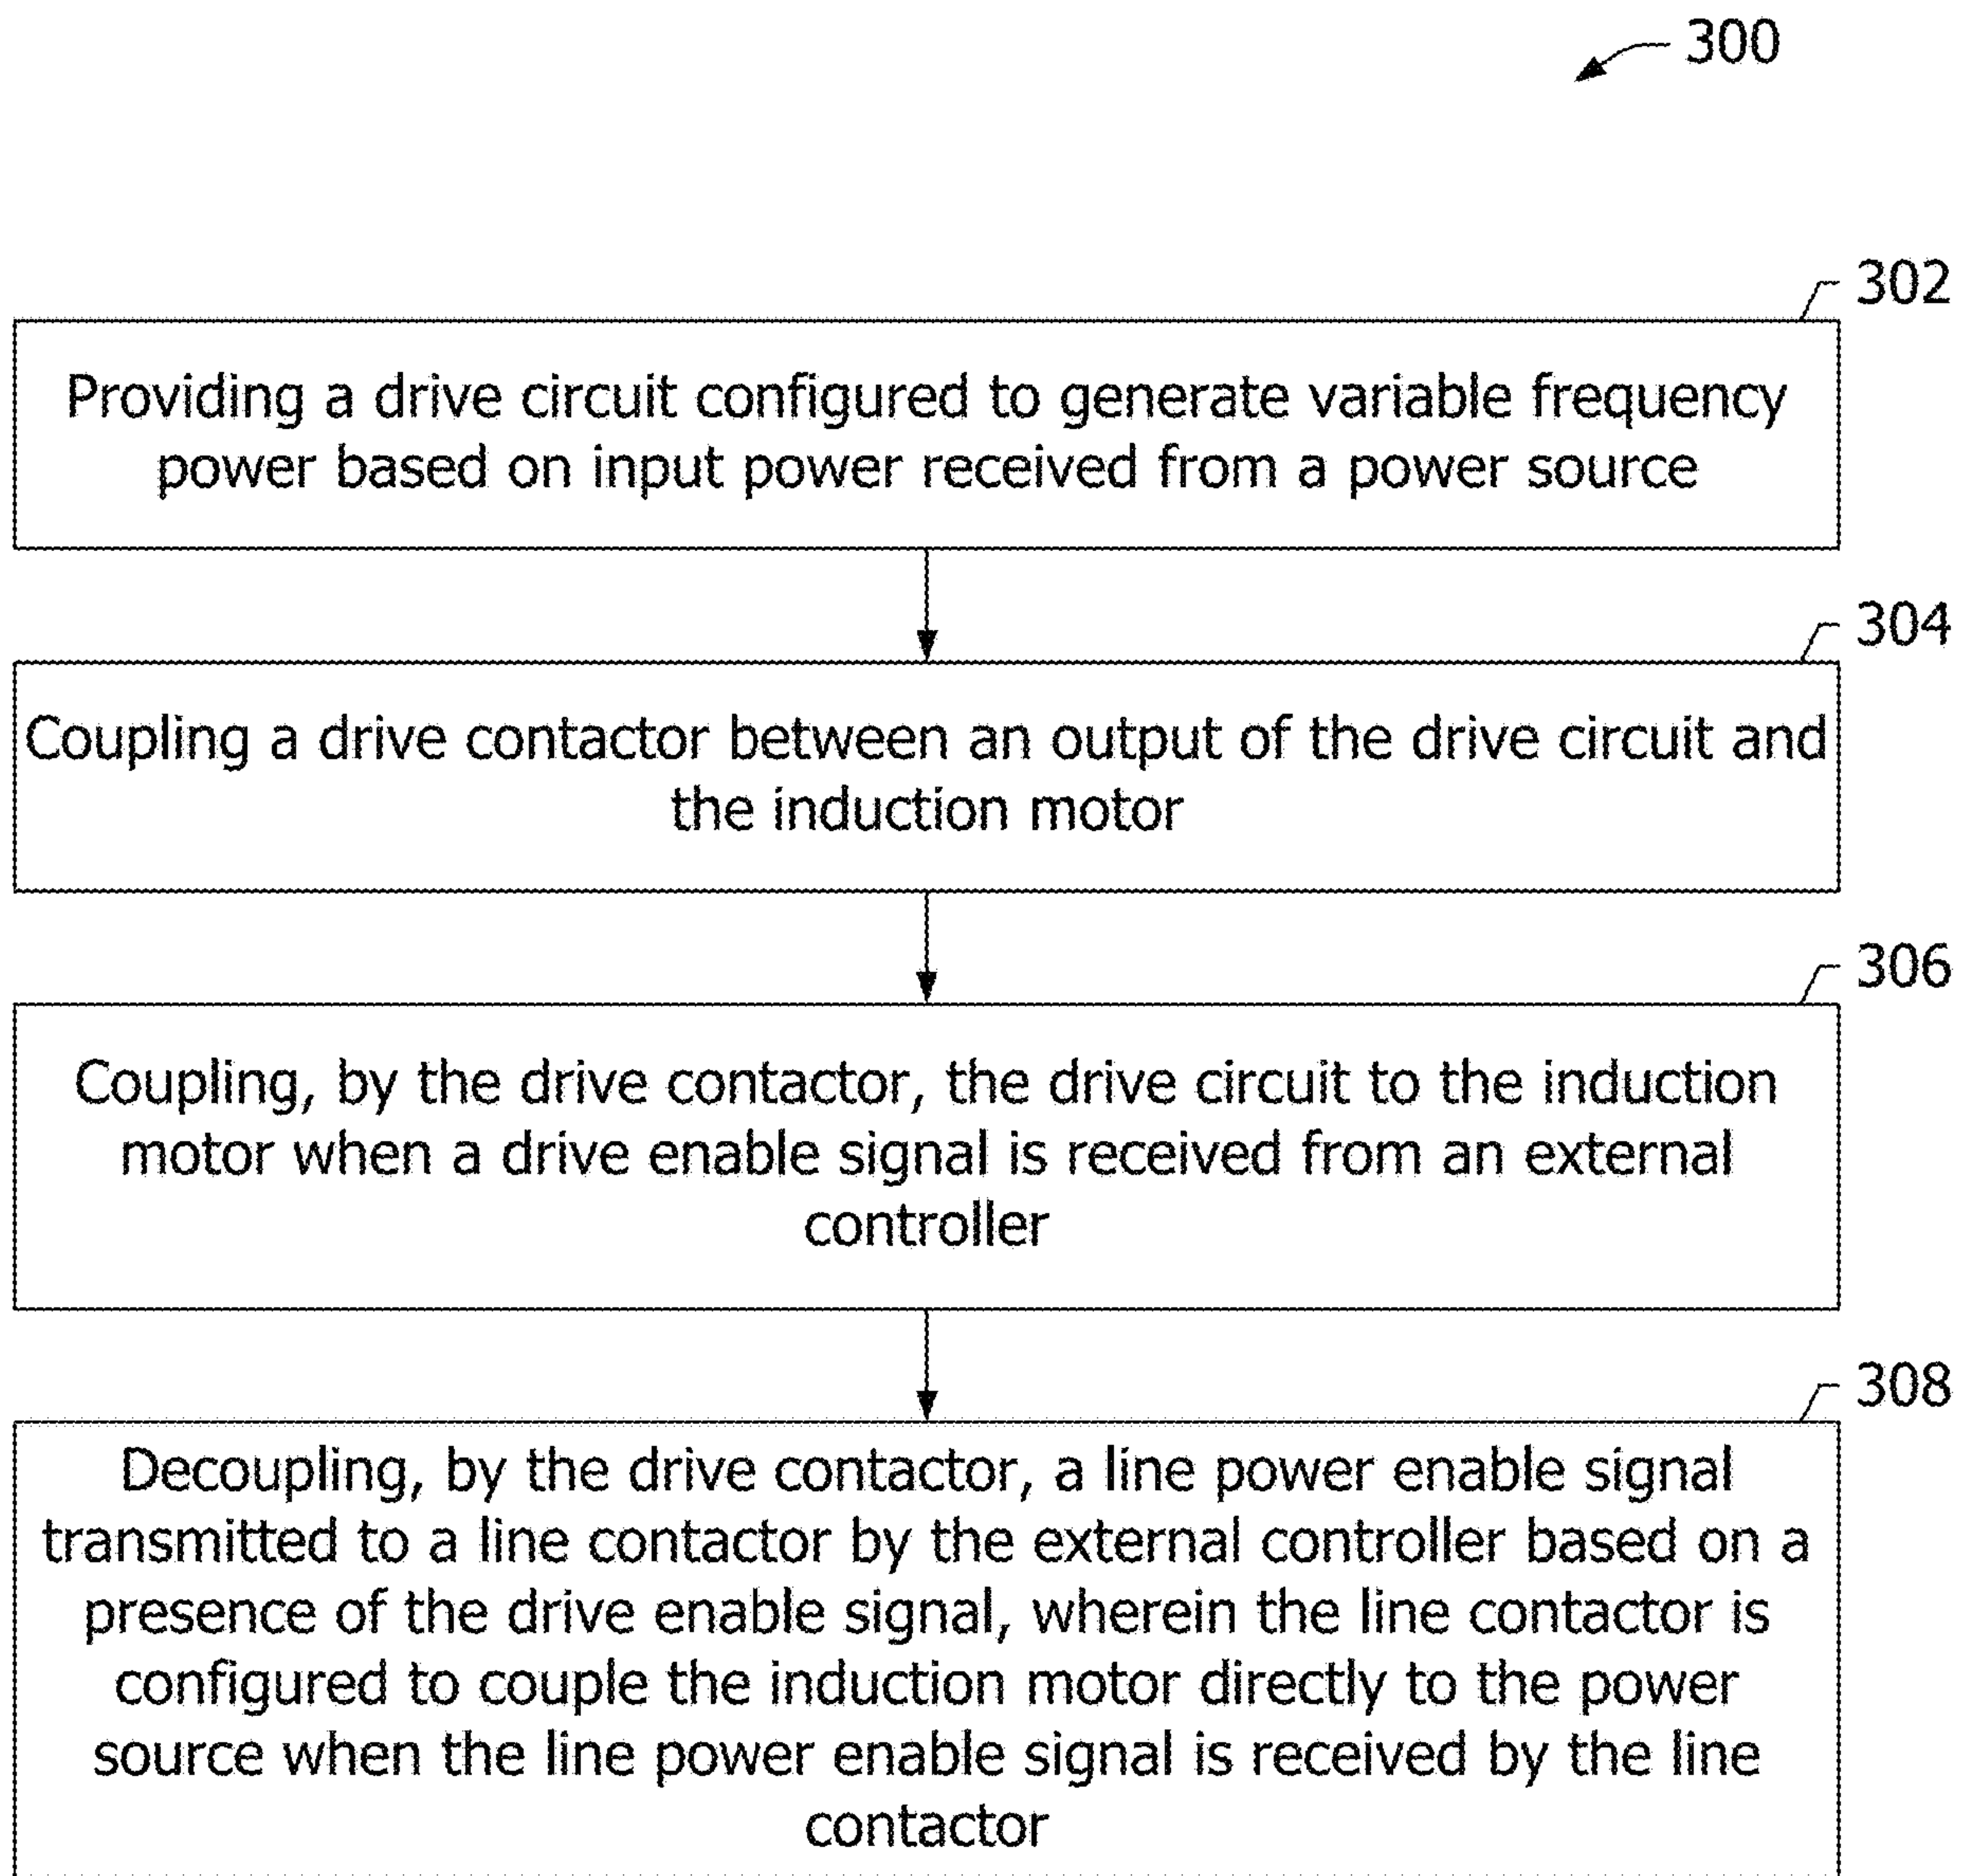 300
302
Providing a drive circuit configured to generate variable frequency
power based on input power received from a power source
304
Coupling a drive contactor between an output of the drive circuit and
the induction motor
306
Coupling, by the drive contactor, the drive circuit to the induction
motor when a drive enable signal is received from an external
controller
308
Decoupling, by the drive contactor, a line power enable signal
transmitted to a line contactor by the external controller based on a
presence of the drive enable signal, wherein the line contactor is
configured to couple the induction motor directly to the power
source when the line power enable signal is received by the line
contactor